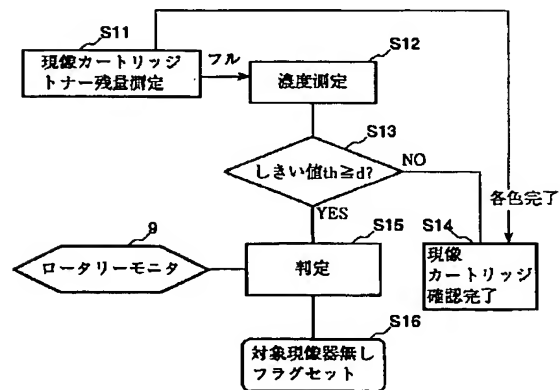 S11
現像カートリッジ
トナー残量測定
フル
S12
濃度測定
S13
しきい値th≧d?
NO
YES
各色完了
S14
現像
カートリッジ
確認完了
9
ロータリーモニタ
S15
判定
S16
対象現像器無し
フラグセット